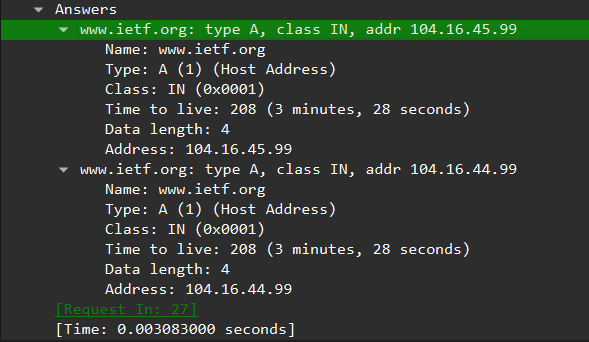 Answers
www.ietf.org: type A, class IN, addr 104.16.45.99
Name: www.ietf.org
Type: A (1) (Host Address)
Class: IN (0x0001)
Time to live: 208 (3 minutes, 28 seconds)
Data length: 4
Address: 104.16.45.99
www.ietf.org: type A, class IN, addr 104.16.44.99
Name: www.ietf.org
Type: A (1) (Host Address)
Class: IN (0x0001)
Time to live: 208 (3 minutes, 28 seconds)
Data length: 4
Address: 104.16.44.99
[Request In: 27]
[Time: 0.003083000 seconds]